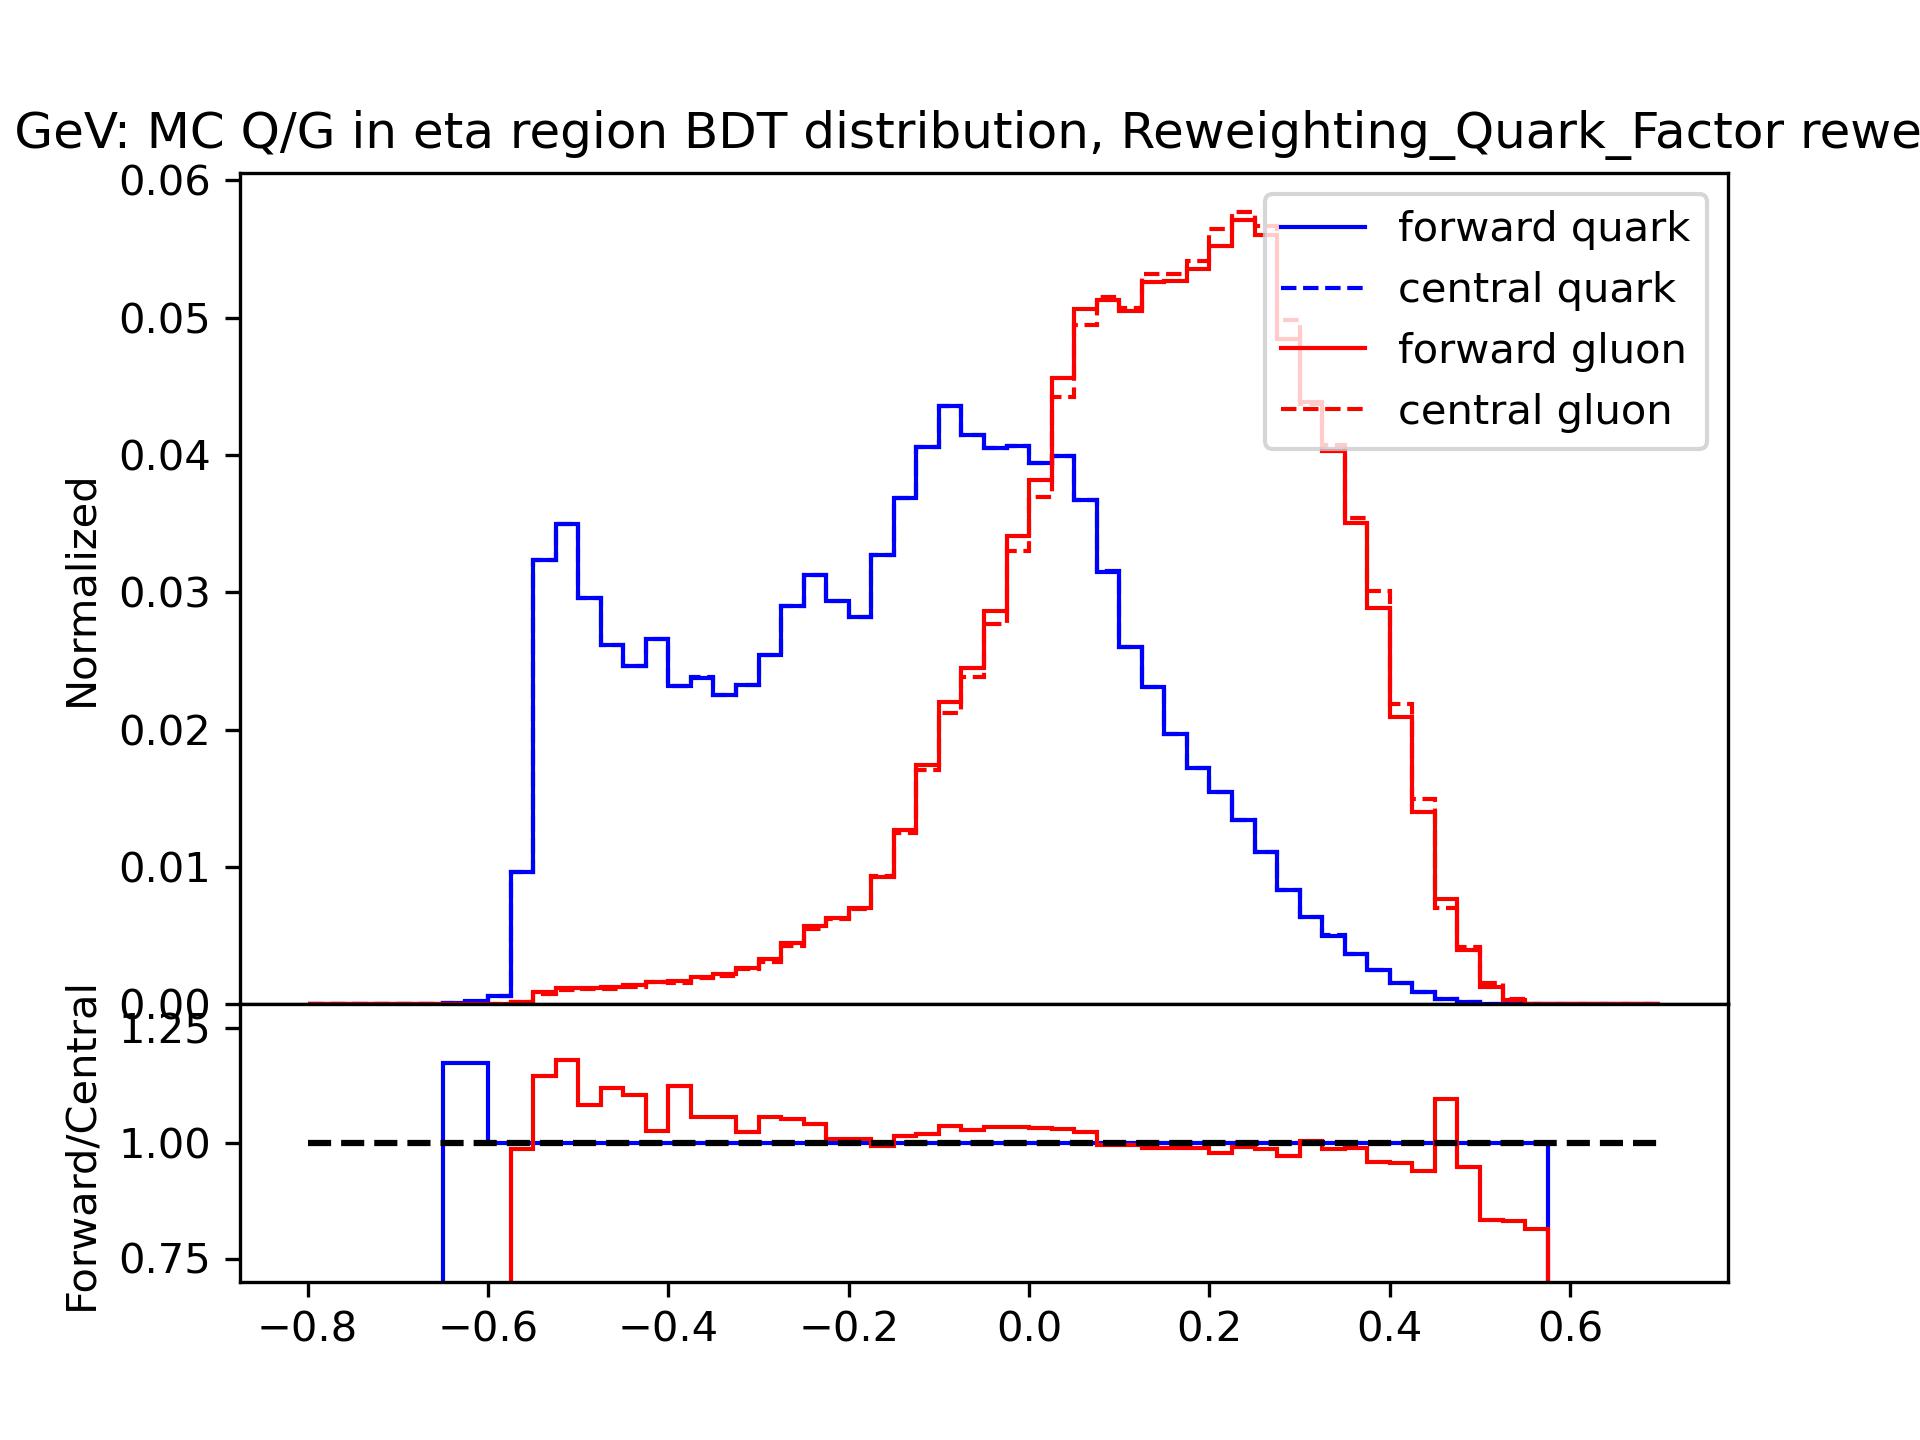 GeV: MC Q/G in eta region BDT distribution, Reweighting_Quark_Factor rewe
0.06
0.05
0.04
0.03
0.02
0.01
0.00
Normalized
forward quark
central quark
forward gluon
central gluon
1.25
1.00
0.75
Forward/Central
−0.8 −0.6 −0.4 −0.2 0.0 0.2 0.4 0.6